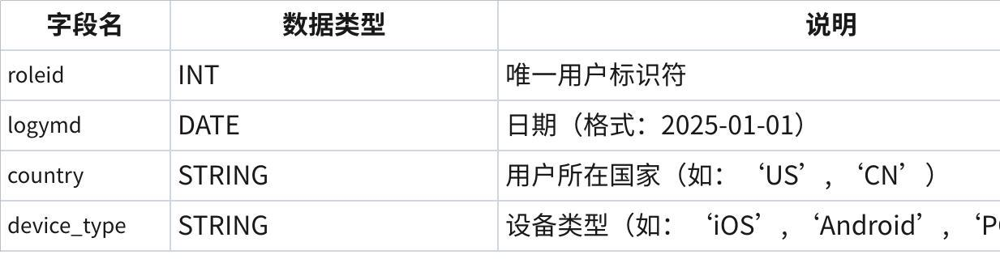 字段名 数据类型 说明
roleid INT 唯一用户标识符
logymd DATE 日期（格式：2025-01-01）
country STRING 用户所在国家（如：‘US’, ‘CN’）
device_type STRING 设备类型（如：‘iOS’, ‘Android’,